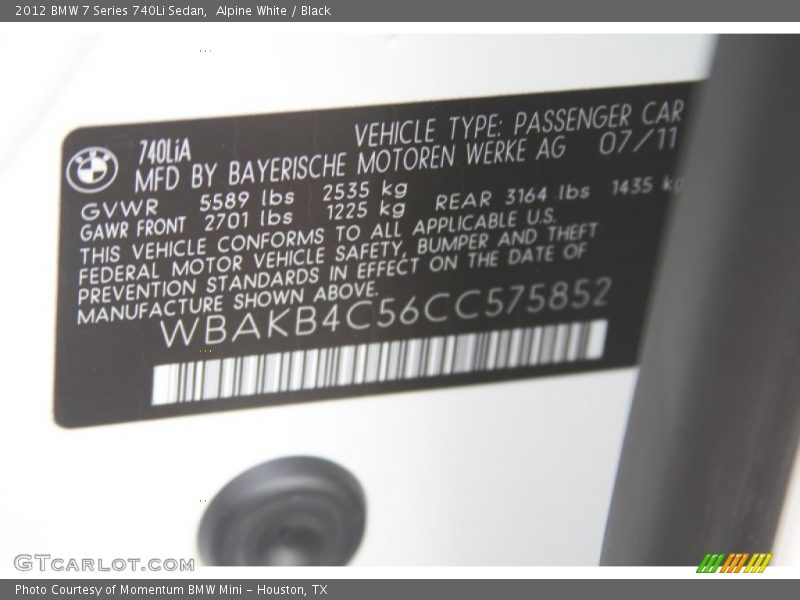 2012 BMW 7 Series 740Li Sedan,  Alpine White / Black
740LiA
VEHICLE TYPE: PASSENGER CAR
MFD BY BAYERISCHE MOTOREN WERKE AG 07/11
GVWR 5589 lbs 2535 kg
GAWR FRONT 2701 lbs 1225 kg REAR 3164 lbs 1435 kg
THIS VEHICLE CONFORMS TO ALL APPLICABLE U.S.
FEDERAL MOTOR VEHICLE SAFETY, BUMPER AND THEFT
PREVENTION STANDARDS IN EFFECT ON THE DATE OF
MANUFACTURE SHOWN ABOVE.
WBAKB4C56CC575852
GTCARLOT.COM
Photo Courtesy of Momentum BMW Mini - Houston, TX